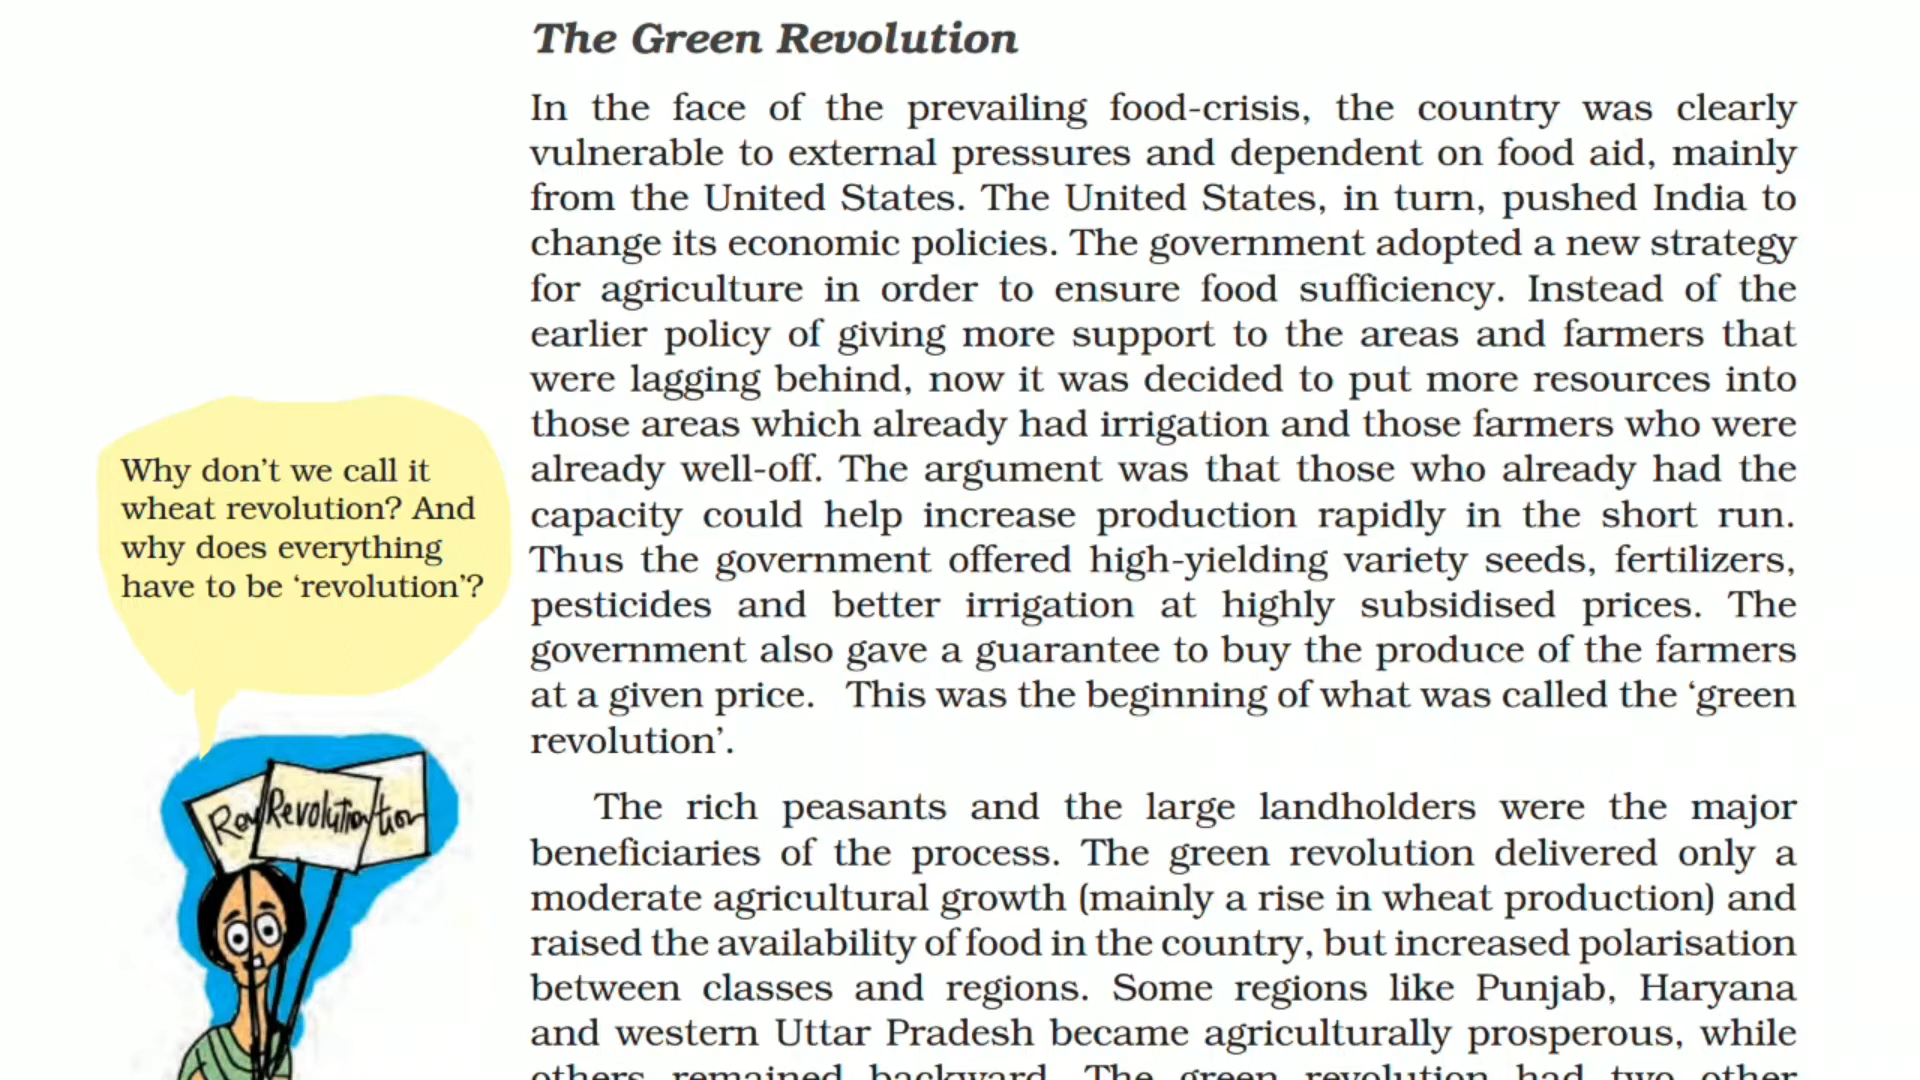 The Green Revolution
In the face of the prevailing food-crisis, the country was clearly
vulnerable to external pressures and dependent on food aid, mainly
from the United States. The United States, in turn, pushed India to
change its economic policies. The government adopted a new strategy
for agriculture in order to ensure food sufficiency. Instead of the
earlier policy of giving more support to the areas and farmers that
were lagging behind, now it was decided to put more resources into
those areas which already had irrigation and those farmers who were
already well-off. The argument was that those who already had the
capacity could help increase production rapidly in the short run.
Thus the government offered high-yielding variety seeds, fertilizers,
pesticides and better irrigation at highly subsidised prices. The
government also gave a guarantee to buy the produce of the farmers
at a given price. This was the beginning of what was called the ‘green
revolution’.
The rich peasants and the large landholders were the major
beneficiaries of the process. The green revolution delivered only a
moderate agricultural growth (mainly a rise in wheat production) and
raised the availability of food in the country, but increased polarisation
between classes and regions. Some regions like Punjab, Haryana
and western Uttar Pradesh became agriculturally prosperous, while
others remained backward. The green revolution had two other
Why don’t we call it
wheat revolution? And
why does everything
have to be ‘revolution’?
Rev Revolution tion